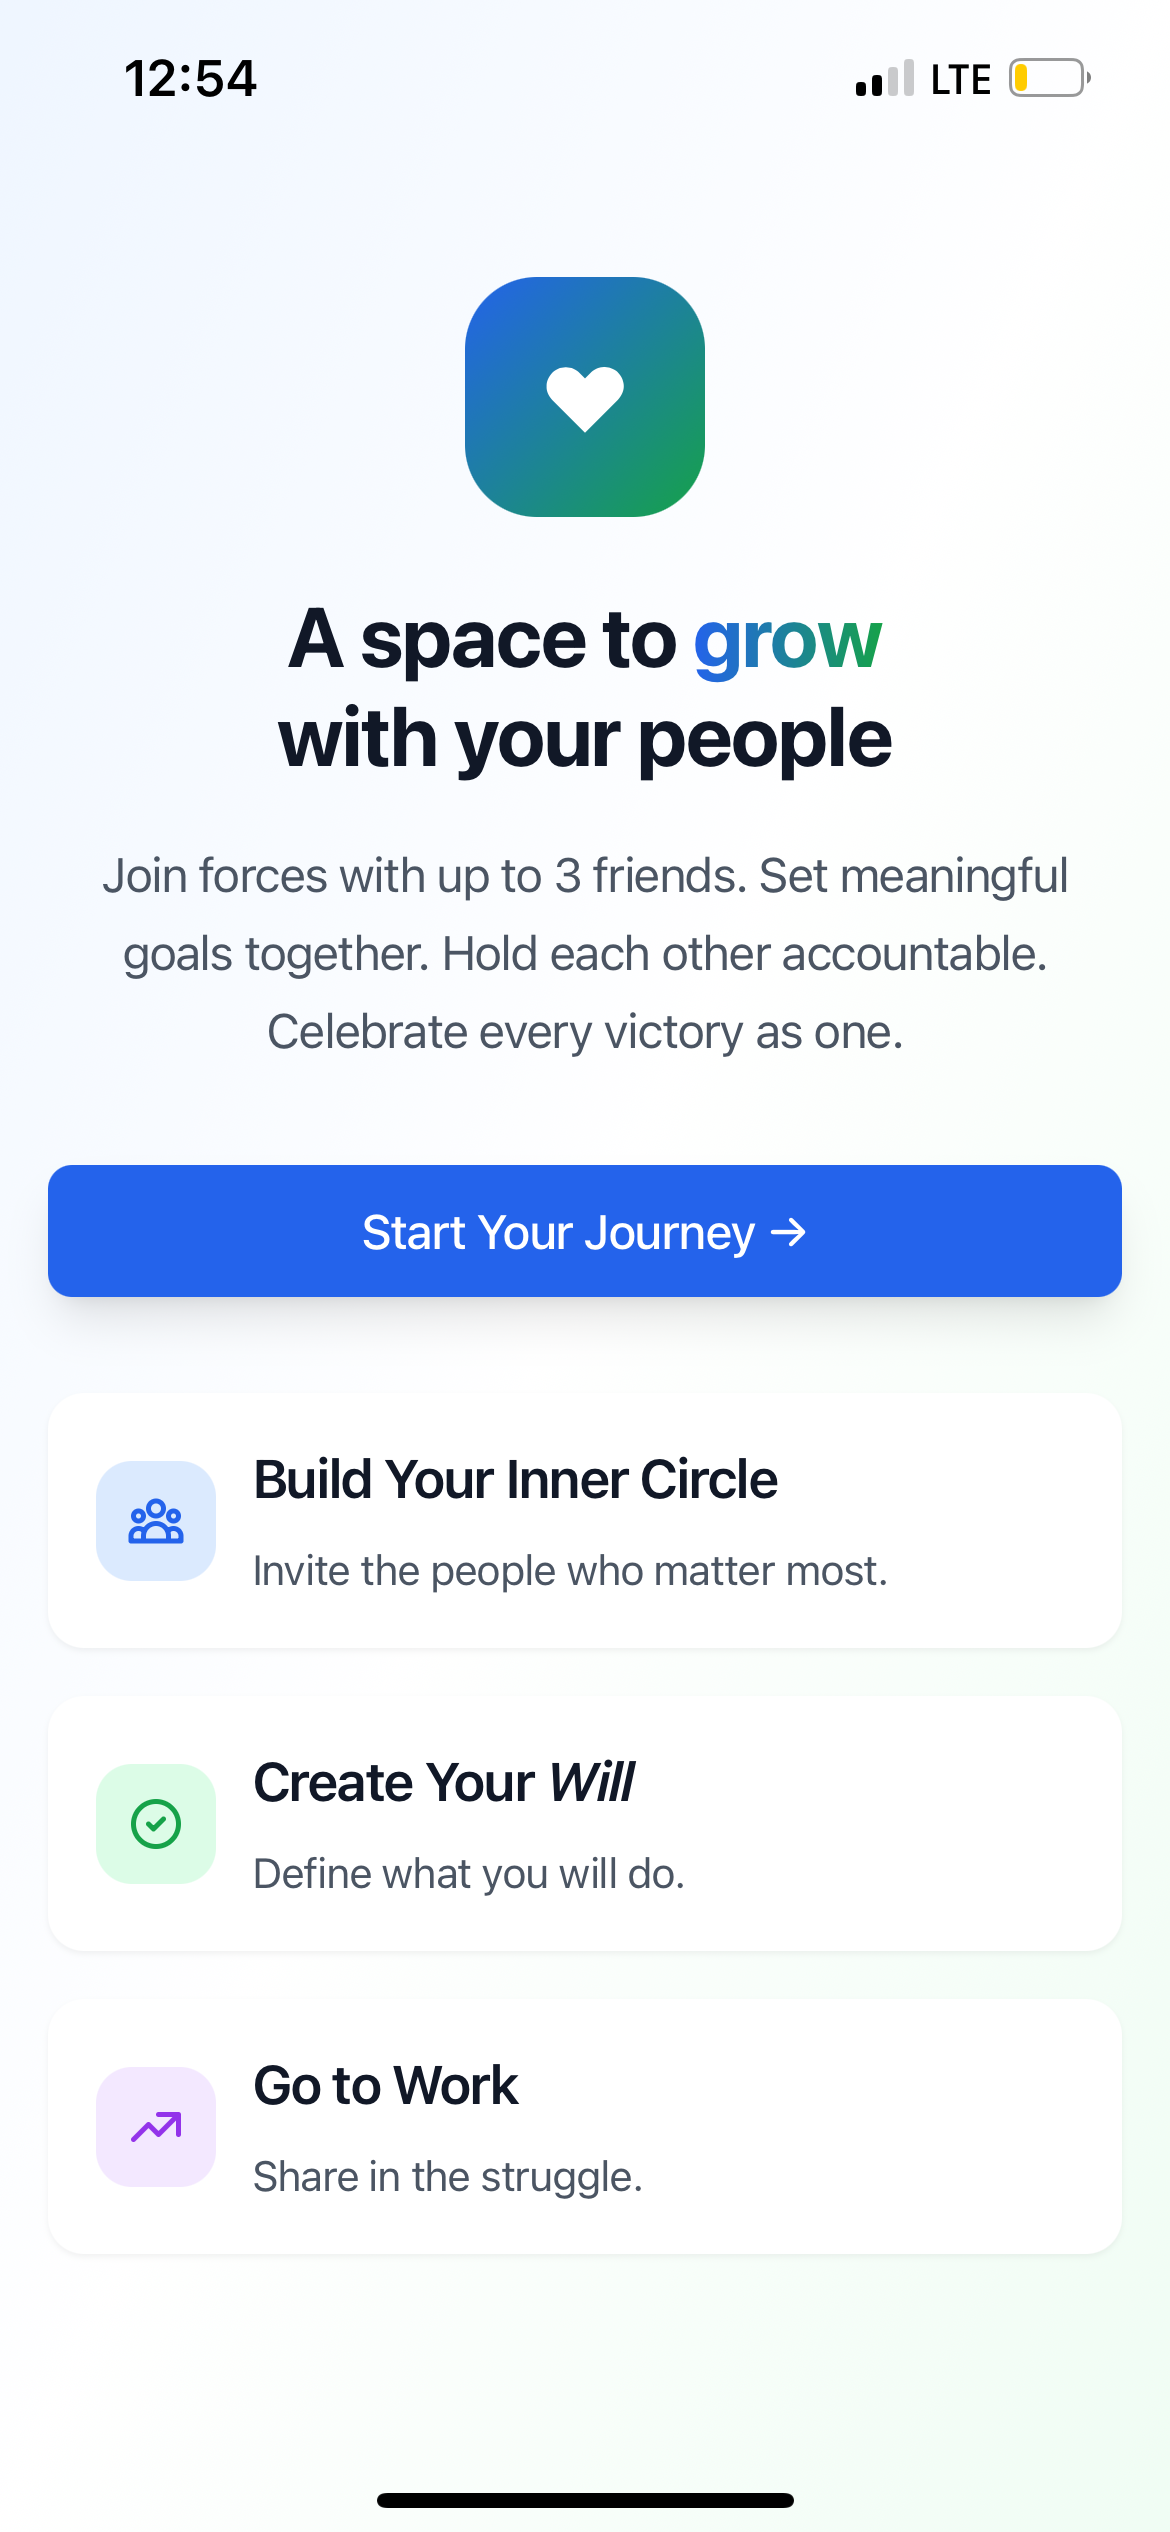 12:54 LTE
A space to grow
with your people
Join forces with up to 3 friends. Set meaningful
goals together. Hold each other accountable.
Celebrate every victory as one.
Start Your Journey →
Build Your Inner Circle
Invite the people who matter most.
Create Your Will
Define what you will do.
Go to Work
Share in the struggle.